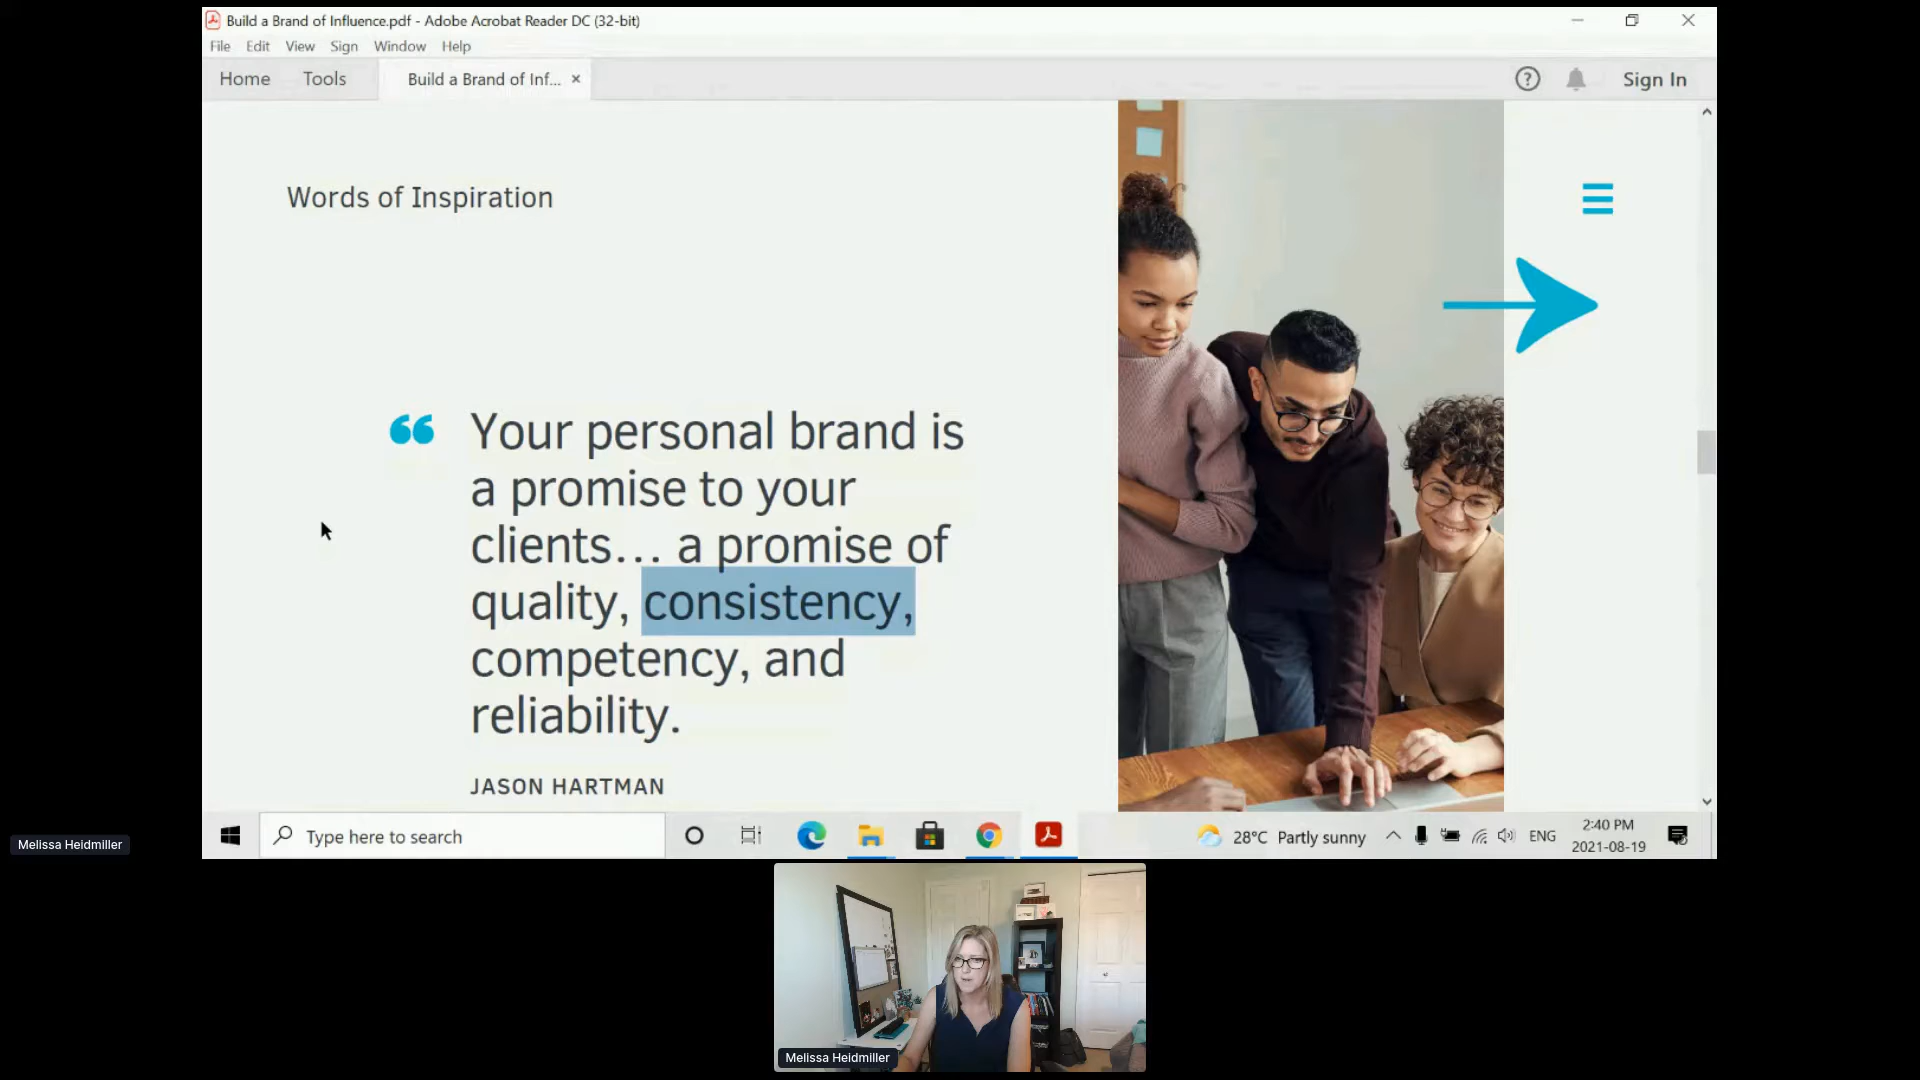 Build a Brand of Influence.pdf - Adobe Acrobat Reader DC (32-bit)
File Edit View Sign Window Help
Home Tools Build a Brand of Inf... × Sign In
Words of Inspiration
“ Your personal brand is
a promise to your
clients... a promise of
quality, consistency,
competency, and
reliability.
JASON HARTMAN
Type here to search
28°C Partly sunny
ENG
2:40 PM
2021-08-19
Melissa Heidmiller
Melissa Heidmiller